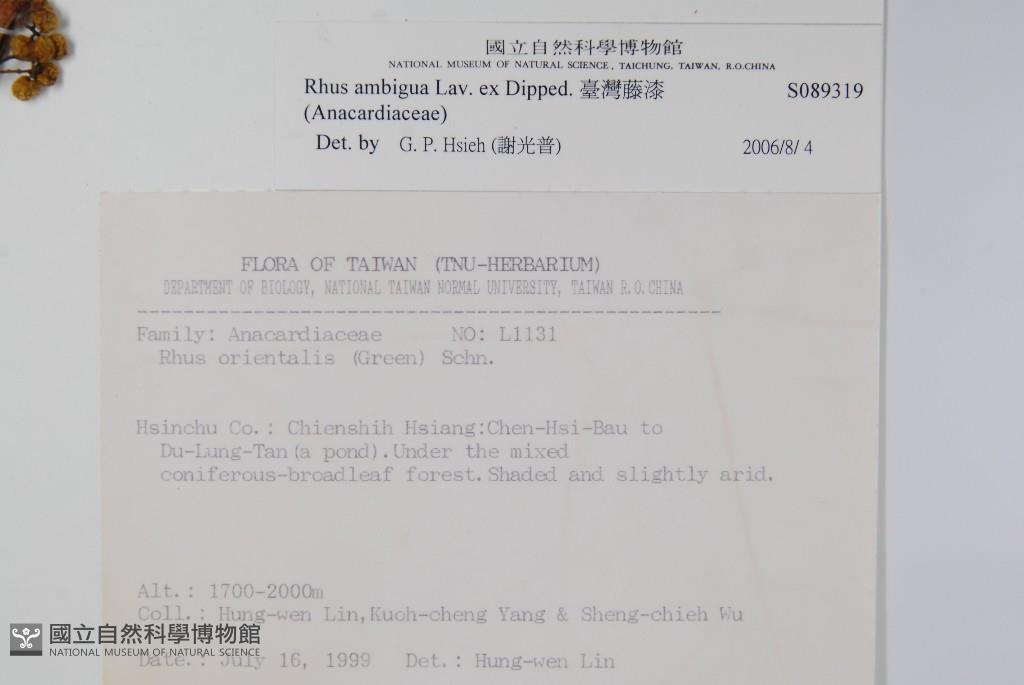 國立自然科學博物館
NATIONAL MUSEUM OF NATURAL SCIENCE, TAICHUNG, TAIWAN, R.O.CHINA
Rhus ambigua Lav. ex Dipped. 臺灣藤漆 S089319
(Anacardiaceae)
Det. by G. P. Hsieh (謝光普) 2006/8/ 4
FLORA OF TAIWAN (TNU-HERBARIUM)
DEPARTMENT OF BIOLOGY, NATIONAL TAIWAN NORMAL UNIVERSITY, TAIWAN R.O.CHINA
Family: Anacardiaceae NO: L1131
Rhus orientalis (Green) Schn.
Hsinchu Co.: Chienshih Hsiang:Chen-Hsi-Bau to
Du-Lung-Tan(a pond).Under the mixed
coniferous-broadleaf forest.Shaded and slightly arid.
Alt.: 1700-2000m
Coll.: Hung-wen Lin,Kuoh-cheng Yang & Sheng-chieh Wu
國立自然科學博物館
NATIONAL MUSEUM OF NATURAL SCIENCE
Date.: July 16, 1999 Det.: Hung-wen Lin